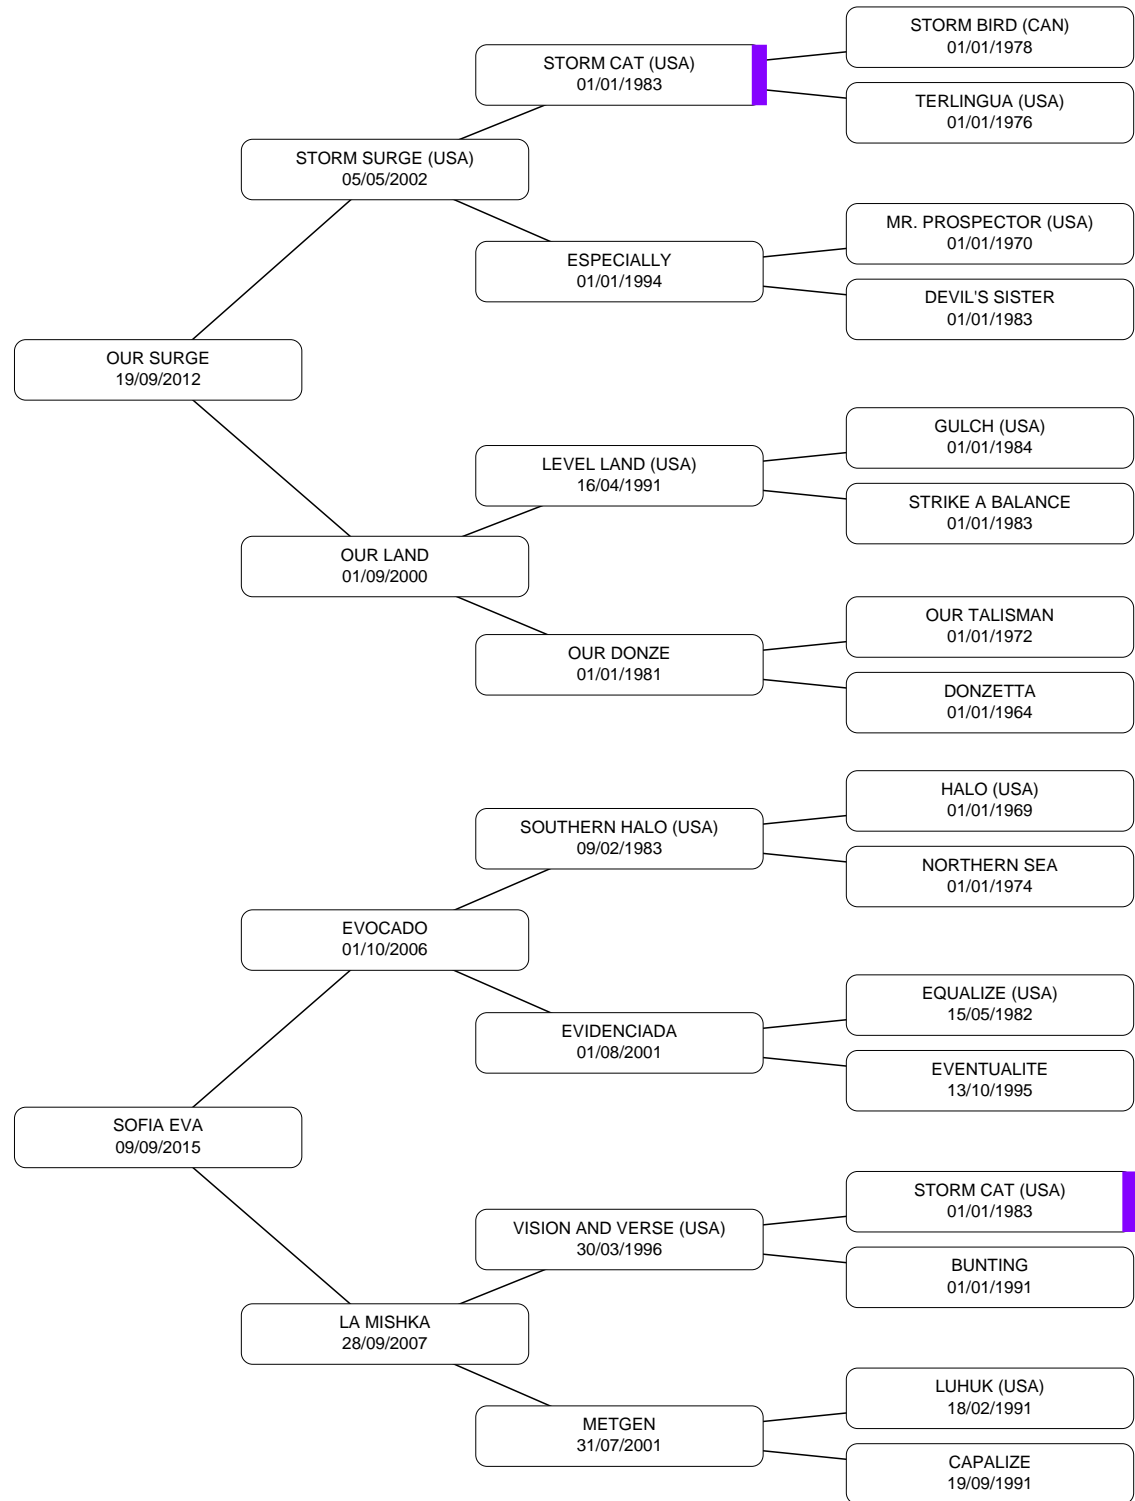 STORM BIRD (CAN)
01/01/1978
STORM CAT (USA)
01/01/1983
TERLINGUA (USA)
01/01/1976
STORM SURGE (USA)
05/05/2002
MR. PROSPECTOR (USA)
01/01/1970
ESPECIALLY
01/01/1994
DEVIL'S SISTER
01/01/1983
OUR SURGE
19/09/2012
GULCH (USA)
01/01/1984
LEVEL LAND (USA)
16/04/1991
STRIKE A BALANCE
01/01/1983
OUR LAND
01/09/2000
OUR TALISMAN
01/01/1972
OUR DONZE
01/01/1981
DONZETTA
01/01/1964
HALO (USA)
01/01/1969
SOUTHERN HALO (USA)
09/02/1983
NORTHERN SEA
01/01/1974
EVOCADO
01/10/2006
EQUALIZE (USA)
15/05/1982
EVIDENCIADA
01/08/2001
EVENTUALITE
13/10/1995
SOFIA EVA
09/09/2015
STORM CAT (USA)
01/01/1983
VISION AND VERSE (USA)
30/03/1996
BUNTING
01/01/1991
LA MISHKA
28/09/2007
LUHUK (USA)
18/02/1991
METGEN
31/07/2001
CAPALIZE
19/09/1991